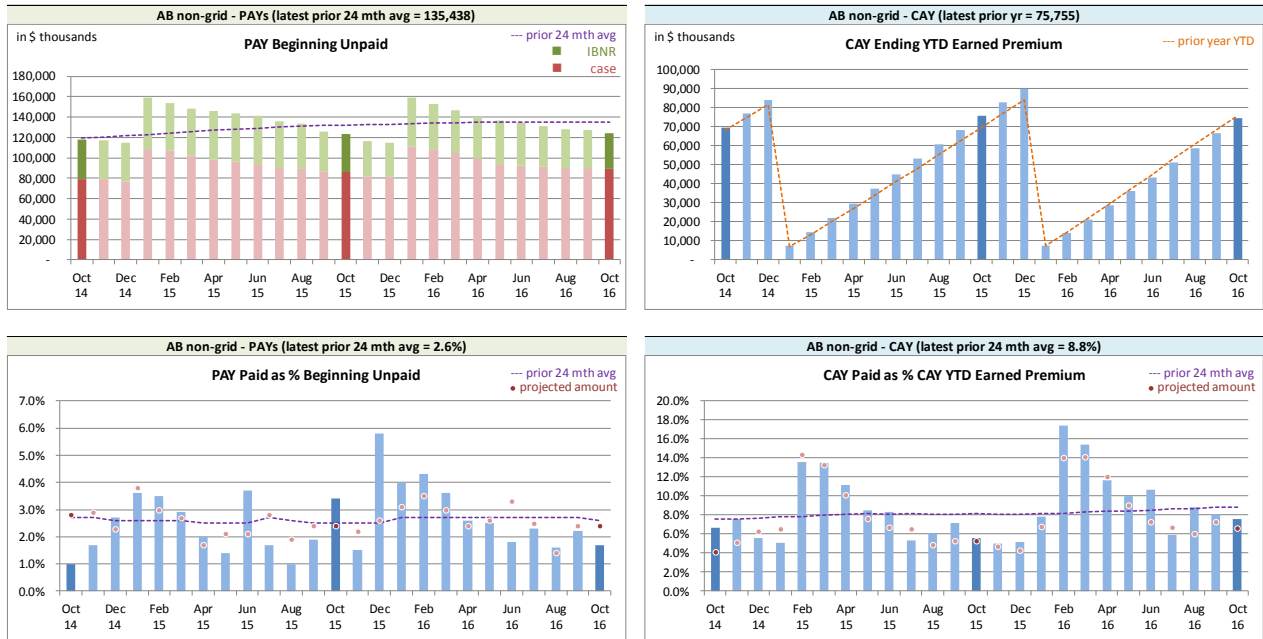 AB non-grid - PAYs (latest prior 24 mth avg = 135,438)
in $ thousands
PAY Beginning Unpaid
--- prior 24 mth avg
IBNR
case
180,000
160,000
140,000
120,000
100,000
80,000
60,000
40,000
20,000
-
Oct Dec Feb Apr Jun Aug Oct Dec Feb Apr Jun Aug Oct
14 14 15 15 15 15 15 15 16 16 16 16 16
AB non-grid - CAY (latest prior yr = 75,755)
in $ thousands
CAY Ending YTD Earned Premium
--- prior year YTD
100,000
90,000
80,000
70,000
60,000
50,000
40,000
30,000
20,000
10,000
-
Oct Dec Feb Apr Jun Aug Oct Dec Feb Apr Jun Aug Oct
14 14 15 15 15 15 15 15 16 16 16 16 16
AB non-grid - PAYs (latest prior 24 mth avg = 2.6%)
PAY Paid as % Beginning Unpaid
--- prior 24 mth avg
• projected amount
7.0%
6.0%
5.0%
4.0%
3.0%
2.0%
1.0%
0.0%
Oct Dec Feb Apr Jun Aug Oct Dec Feb Apr Jun Aug Oct
14 14 15 15 15 15 15 15 16 16 16 16 16
AB non-grid - CAY (latest prior 24 mth avg = 8.8%)
CAY Paid as % CAY YTD Earned Premium
--- prior 24 mth avg
• projected amount
20.0%
18.0%
16.0%
14.0%
12.0%
10.0%
8.0%
6.0%
4.0%
2.0%
0.0%
Oct Dec Feb Apr Jun Aug Oct Dec Feb Apr Jun Aug Oct
14 14 15 15 15 15 15 15 16 16 16 16 16